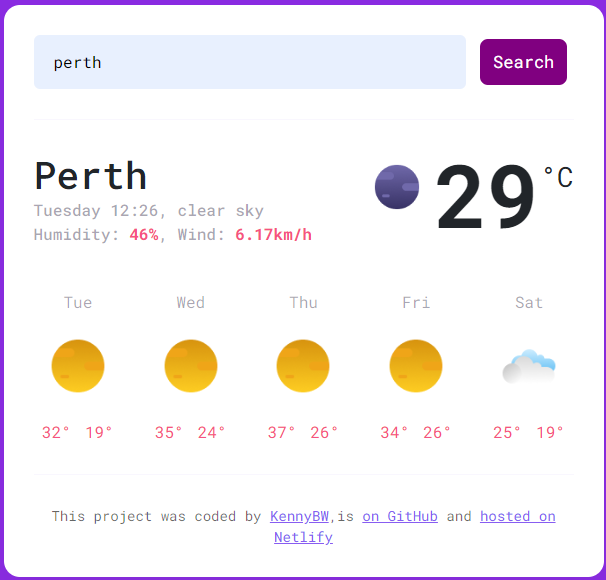 perth
Search
Perth
29 °C
Tuesday 12:26, clear sky
Humidity: 46%, Wind: 6.17km/h
Tue Wed Thu Fri Sat
32° 19° 35° 24° 37° 26° 34° 26° 25° 19°
This project was coded by KennyBW,is on GitHub and hosted on
Netlify